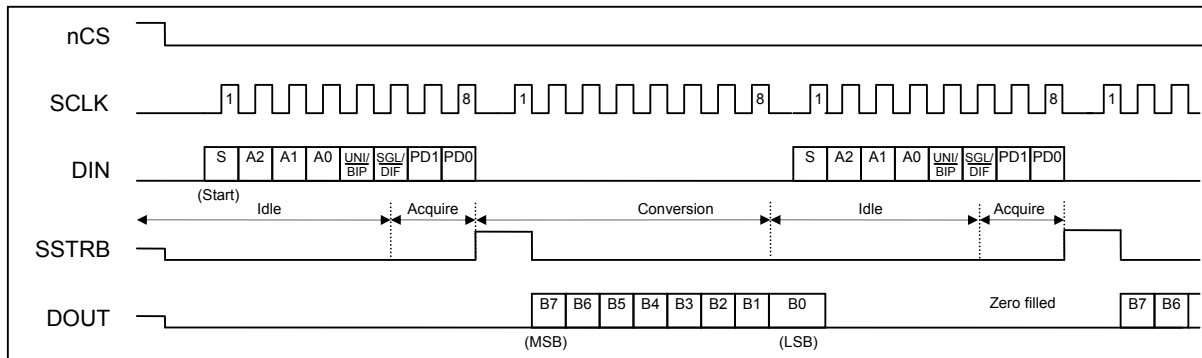 nCS
SCLK 1 8 1 8 1 8 1
DIN S A2 A1 A0 UNI/BIP SGL/DIF PD1 PD0 S A2 A1 A0 UNI/BIP SGL/DIF PD1 PD0
(Start)
Idle Acquire Conversion Idle Acquire
SSTRB
DOUT B7 B6 B5 B4 B3 B2 B1 B0 Zero filled B7 B6
(MSB) (LSB)